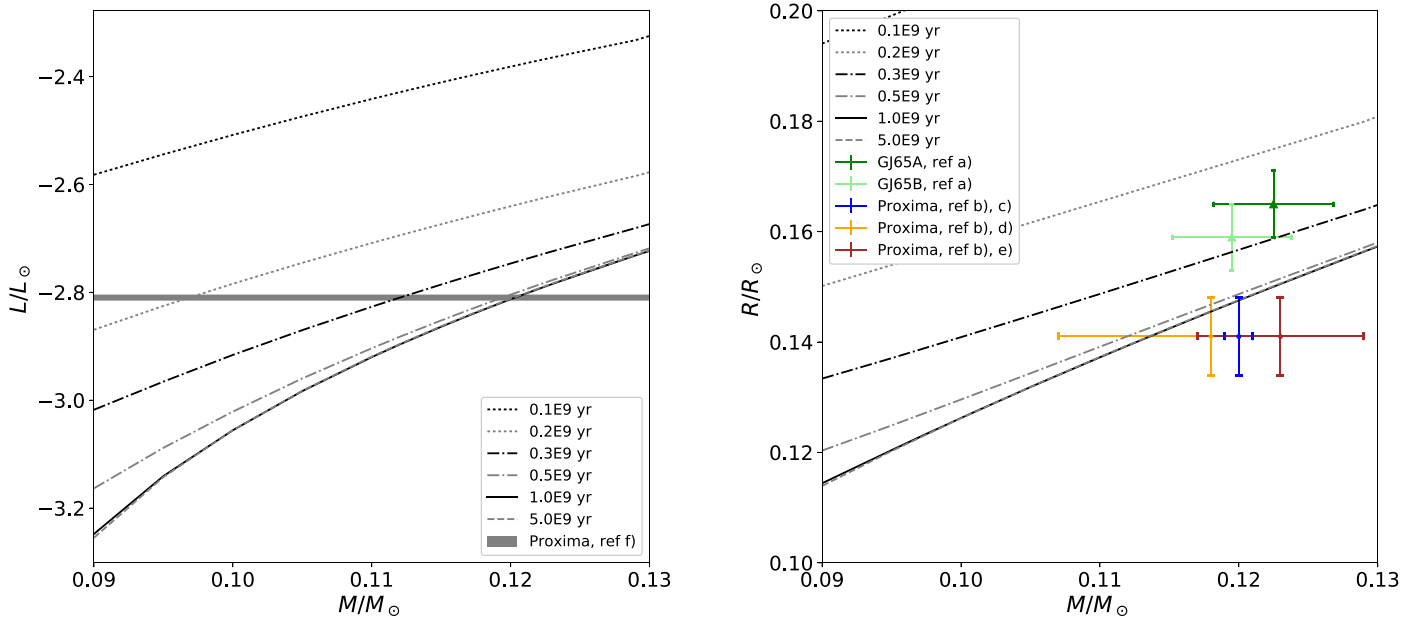 −2.4
−2.6
−2.8
−3.0
−3.2
L/L⊙
0.09
0.10
0.11
0.12
0.13
M/M⊙
0.1E9 yr
0.2E9 yr
0.3E9 yr
0.5E9 yr
1.0E9 yr
5.0E9 yr
Proxima, ref f)
0.20
0.18
0.16
0.14
0.12
0.10
R/R⊙
0.09
0.10
0.11
0.12
0.13
M/M⊙
0.1E9 yr
0.2E9 yr
0.3E9 yr
0.5E9 yr
1.0E9 yr
5.0E9 yr
GJ65A, ref a)
GJ65B, ref a)
Proxima, ref b), c)
Proxima, ref b), d)
Proxima, ref b), e)